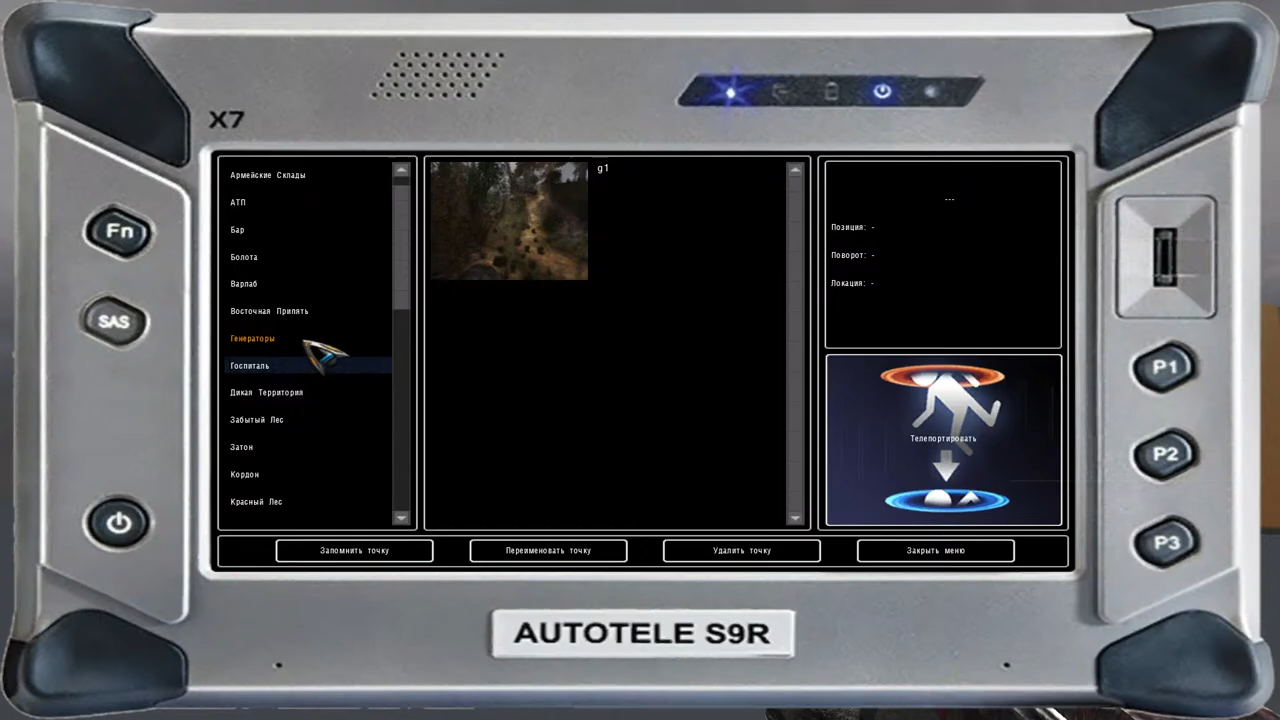 X7
Fn
SAS
Армейские Склады
АТП
Бар
Болота
Варлаб
Восточная Припять
Генераторы
Госпиталь
Дикая Территория
Забытый Лес
Затон
Кордон
Красный Лес
g1
---
Позиция: -
Поворот: -
Локация: -
Телепортировать
P1
P2
P3
Запомнить точку
Переименовать точку
Удалить точку
Закрыть меню
AUTOTELE S9R